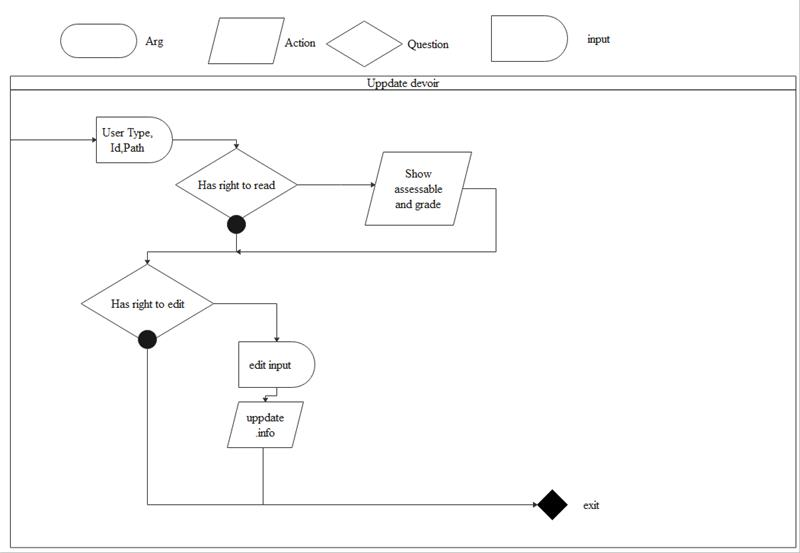 Arg
Action
Question
input
Uppdate devoir
User Type,
Id,Path
Has right to read
Show
assessable
and grade
Has right to edit
edit input
uppdate
.info
exit